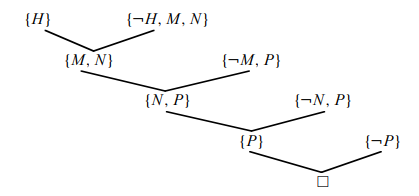 {H} {¬H, M, N}
{M, N} {¬M, P}
{N, P} {¬N, P}
{P} {¬P}
□